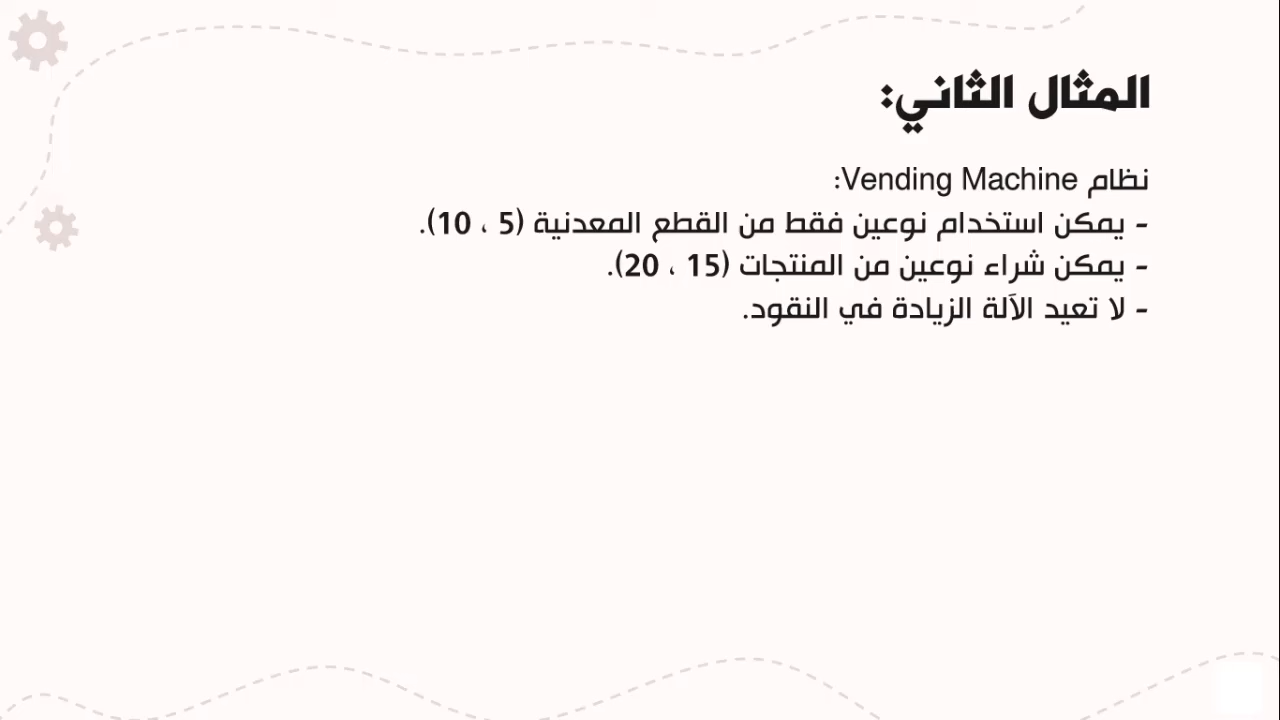 المثال الثاني:
نظام Vending Machine:
- يمكن استخدام نوعين فقط من القطع المعدنية (5 ، 10).
- يمكن شراء نوعين من المنتجات (15 ، 20).
- لا تعيد الآلة الزيادة في النقود.